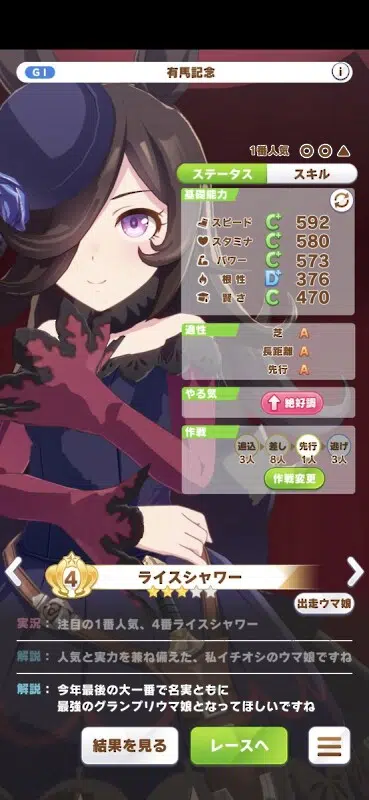 G I 有馬記念 i
1番人気 ◎ ◎ ▲
ステータス スキル
基礎能力
スピード C+ 592
スタミナ C+ 580
パワー C+ 573
根性 D+ 376
賢さ C 470
適性
芝 A
長距離 A
先行 A
やる気
絶好調
作戦
追込 差し 先行 逃げ
3人 8人 1人 3人
作戦変更
4 ライスシャワー
出走ウマ娘
実況： 注目の1番人気、4番ライスシャワー
解説： 人気と実力を兼ね備えた、私イチオシのウマ娘ですね
解説： 今年最後の大一番で名実ともに
最強のグランプリウマ娘となってほしいですね
結果を見る レースへ